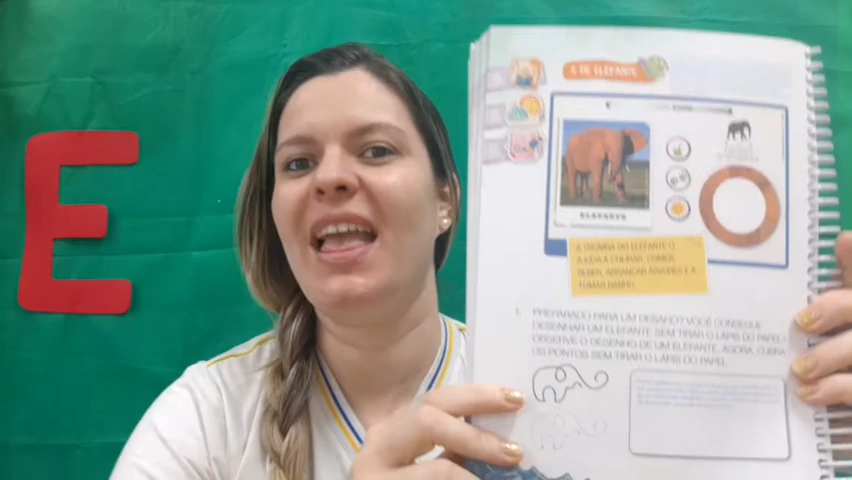 E
E DE ELEFANTE
ELEFANTE
A TROMBA DO ELEFANTE O
AJUDA A CHEIRAR, COMER,
BEBER, ARRANCAR ÁRVORES E A
TOMAR BANHO.
1. PREPARADO PARA UM DESAFIO? VOCÊ CONSEGUE
DESENHAR UM ELEFANTE SEM TIRAR O LÁPIS DO PAPEL?
OBSERVE O DESENHO DE UM ELEFANTE. AGORA, CUBRA
OS PONTOS SEM TIRAR O LÁPIS DO PAPEL.